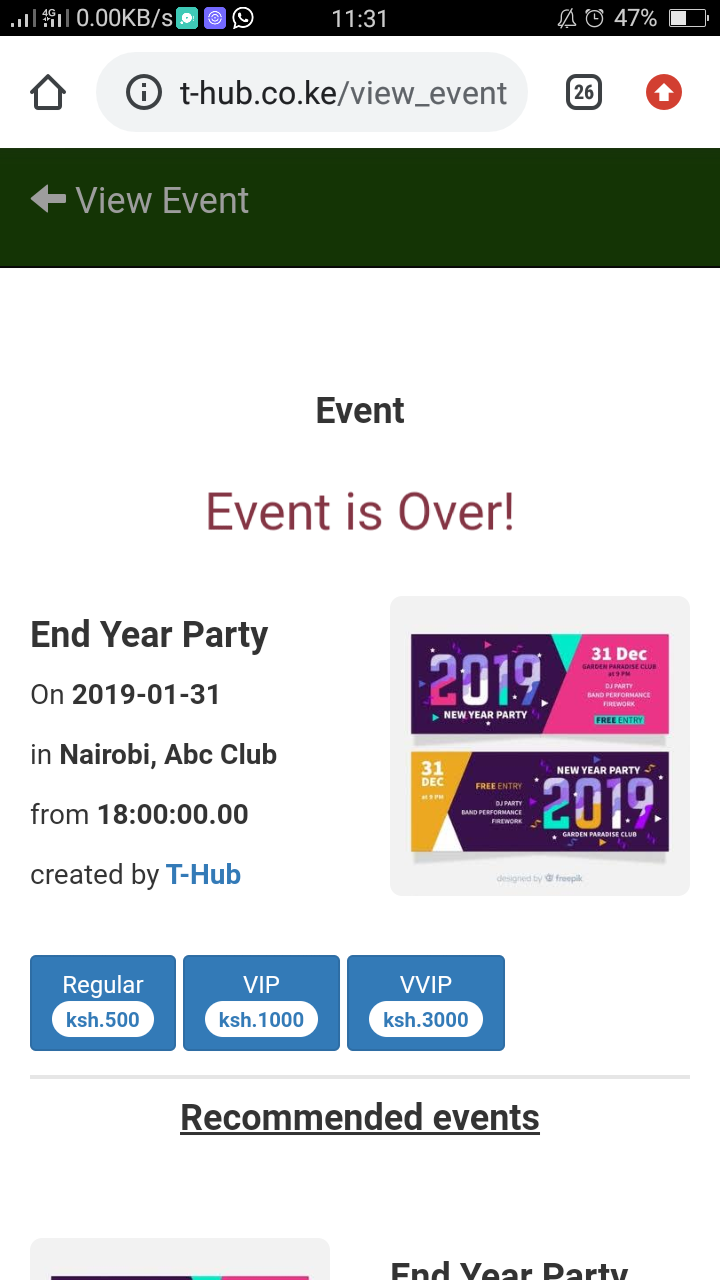 4G 0.00KB/s 11:31 47%
t-hub.co.ke/view_event 26
View Event
Event
Event is Over!
End Year Party
On 2019-01-31
in Nairobi, Abc Club
from 18:00:00.00
created by T-Hub
2019
NEW YEAR PARTY
31 Dec
GARDEN PARADISE CLUB
at 9 PM
DJ PARTY
BAND PERFORMANCE
FIREWORK
FREE ENTRY
31
DEC
at 9 PM
FREE ENTRY
DJ PARTY
BAND PERFORMANCE
FIREWORK
NEW YEAR PARTY
2019
GARDEN PARADISE CLUB
designed by freepik
Regular VIP VVIP
ksh.500 ksh.1000 ksh.3000
Recommended events
End Year Party